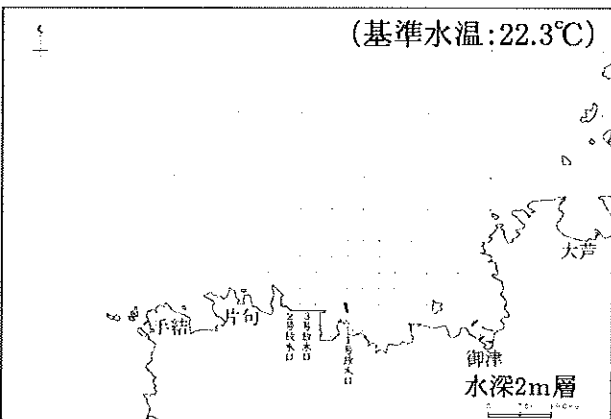 (基準水温:22.3℃)
大芦
手結
片句
2号放水口
3号放水口
1号放水口
御津
水深2m層